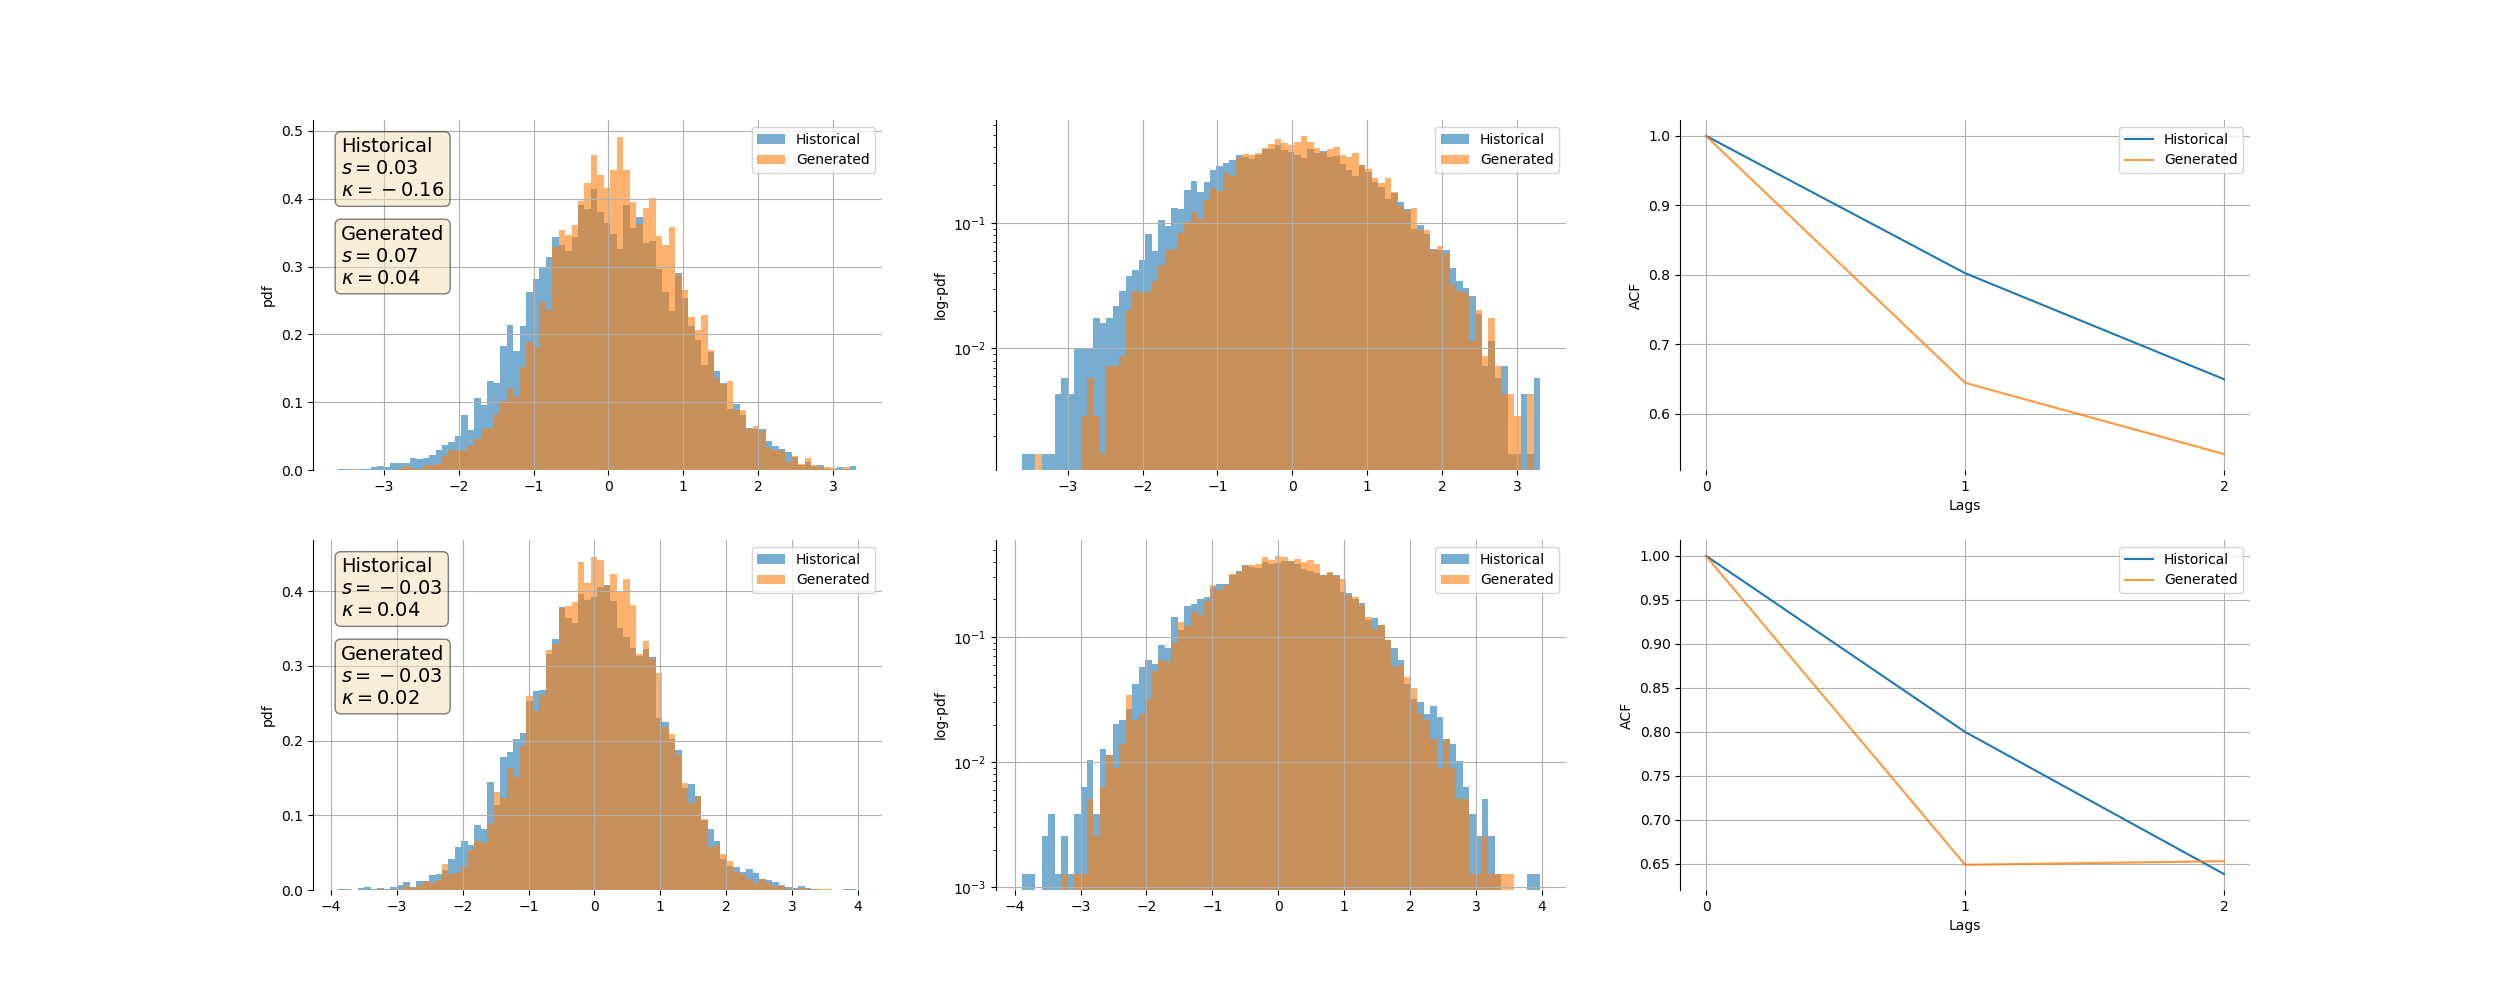 Historical
s = 0.03
κ = −0.16
Generated
s = 0.07
κ = 0.04
Historical
Generated
pdf
0.5
0.4
0.3
0.2
0.1
0.0
−3 −2 −1 0 1 2 3
Historical
Generated
log-pdf
10⁻¹
10⁻²
−3 −2 −1 0 1 2 3
Historical
Generated
ACF
1.0
0.9
0.8
0.7
0.6
0 1 2
Lags
Historical
s = −0.03
κ = 0.04
Generated
s = −0.03
κ = 0.02
Historical
Generated
pdf
0.4
0.3
0.2
0.1
0.0
−4 −3 −2 −1 0 1 2 3 4
Historical
Generated
log-pdf
10⁻¹
10⁻²
10⁻³
−4 −3 −2 −1 0 1 2 3 4
Historical
Generated
ACF
1.00
0.95
0.90
0.85
0.80
0.75
0.70
0.65
0 1 2
Lags